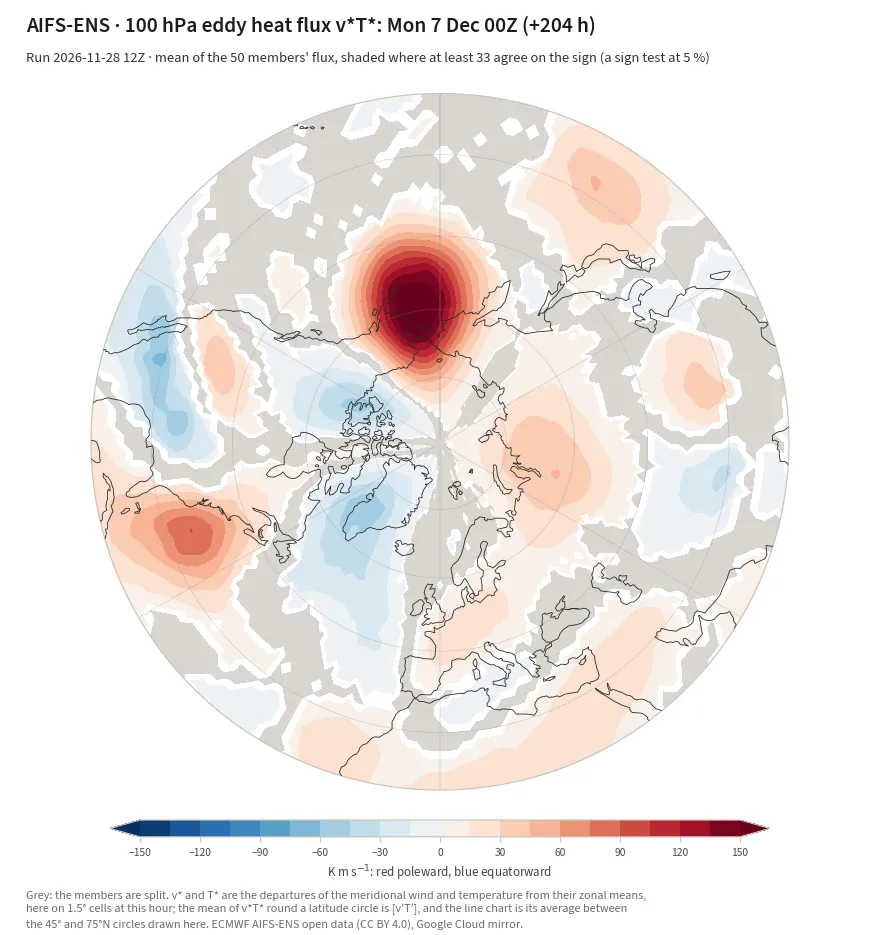 AIFS-ENS · 100 hPa eddy heat flux v*T*: Mon 7 Dec 00Z (+204 h)
Run 2026-11-28 12Z · mean of the 50 members' flux, shaded where at least 33 agree on the sign (a sign test at 5 %)
−150 −120 −90 −60 −30 0 30 60 90 120 150
K m s⁻¹: red poleward, blue equatorward
Grey: the members are split. v* and T* are the departures of the meridional wind and temperature from their zonal means,
here on 1.5° cells at this hour; the mean of v*T* round a latitude circle is [v′T′], and the line chart is its average between
the 45° and 75°N circles drawn here. ECMWF AIFS-ENS open data (CC BY 4.0), Google Cloud mirror.